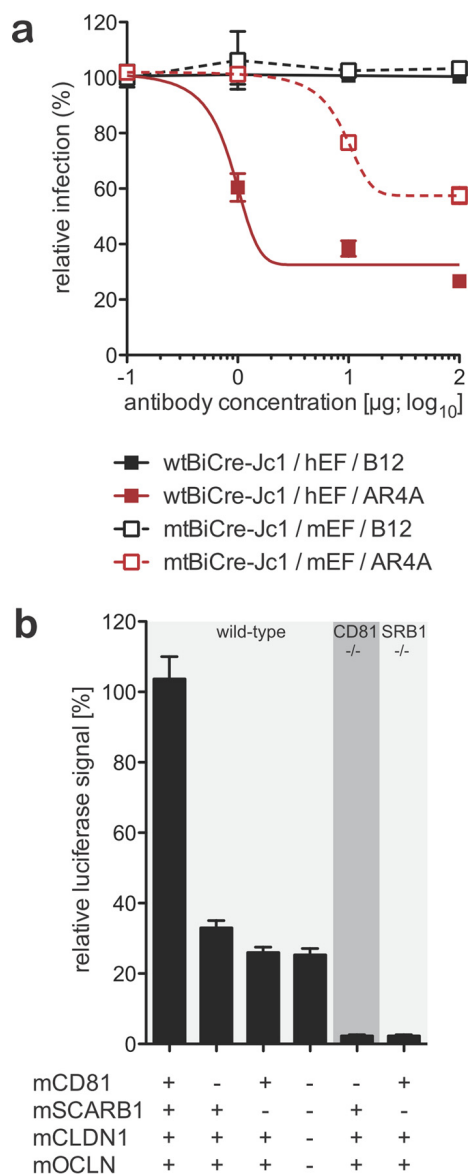 a
120
100
80
60
40
20
0
relative infection (%)
-1 0 1 2
antibody concentration [µg; log10]
wtBiCre-Jc1 / hEF / B12
wtBiCre-Jc1 / hEF / AR4A
mtBiCre-Jc1 / mEF / B12
mtBiCre-Jc1 / mEF / AR4A
b
120
100
80
60
40
20
0
relative luciferase signal [%]
wild-type CD81 SRB1
-/- -/-
mCD81 + - + - - +
mSCARB1 + + - - + -
mCLDN1 + + + - + +
mOCLN + + + - + +